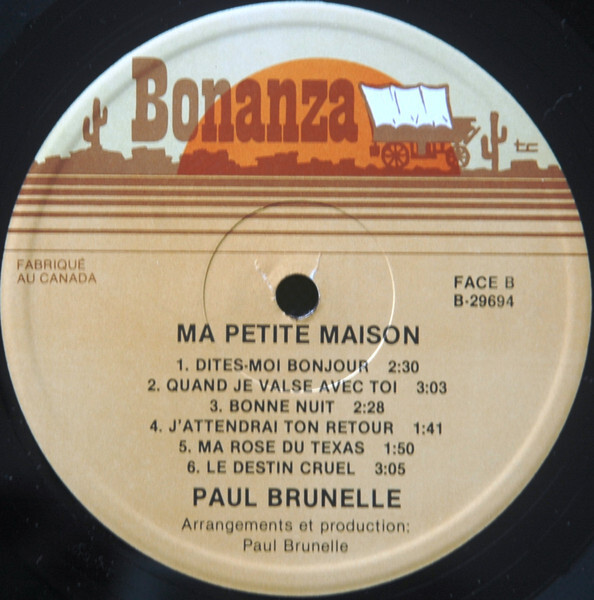 Bonanza
FABRIQUÉ
AU CANADA
FACE B
B-29694
MA PETITE MAISON
1. DITES-MOI BONJOUR 2:30
2. QUAND JE VALSE AVEC TOI 3:03
3. BONNE NUIT 2:28
4. J'ATTENDRAI TON RETOUR 1:41
5. MA ROSE DU TEXAS 1:50
6. LE DESTIN CRUEL 3:05
PAUL BRUNELLE
Arrangements et production:
Paul Brunelle